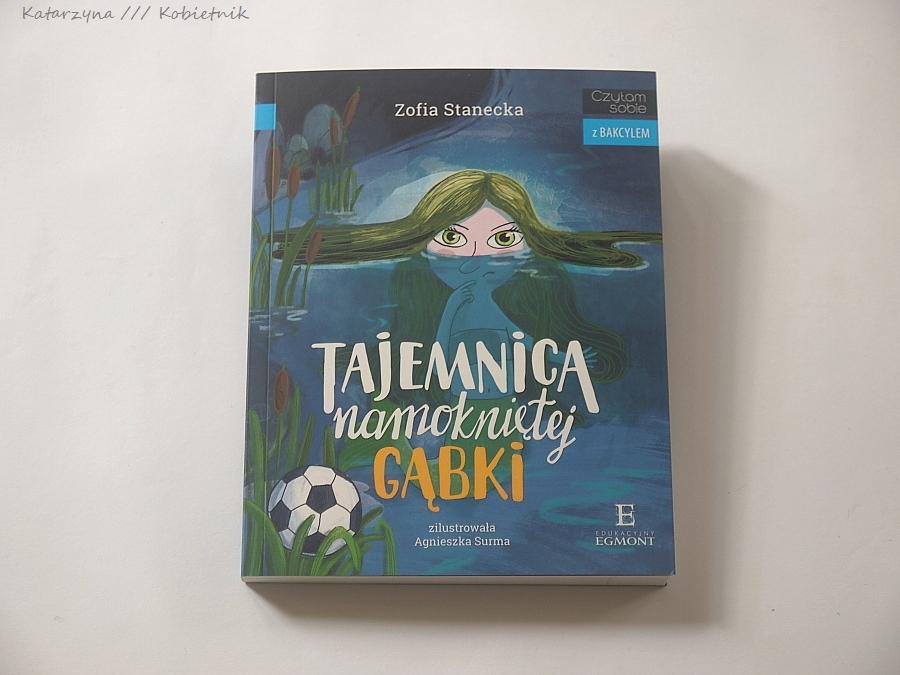 Katarzyna /// Kobietnik
Zofia Stanecka
Czytam
sobie
z BAKCYLEM
TAJEMNICA
namokniętej
GĄBKI
zilustrowała
Agnieszka Surma
E
EDUKACYJNY
EGMONT